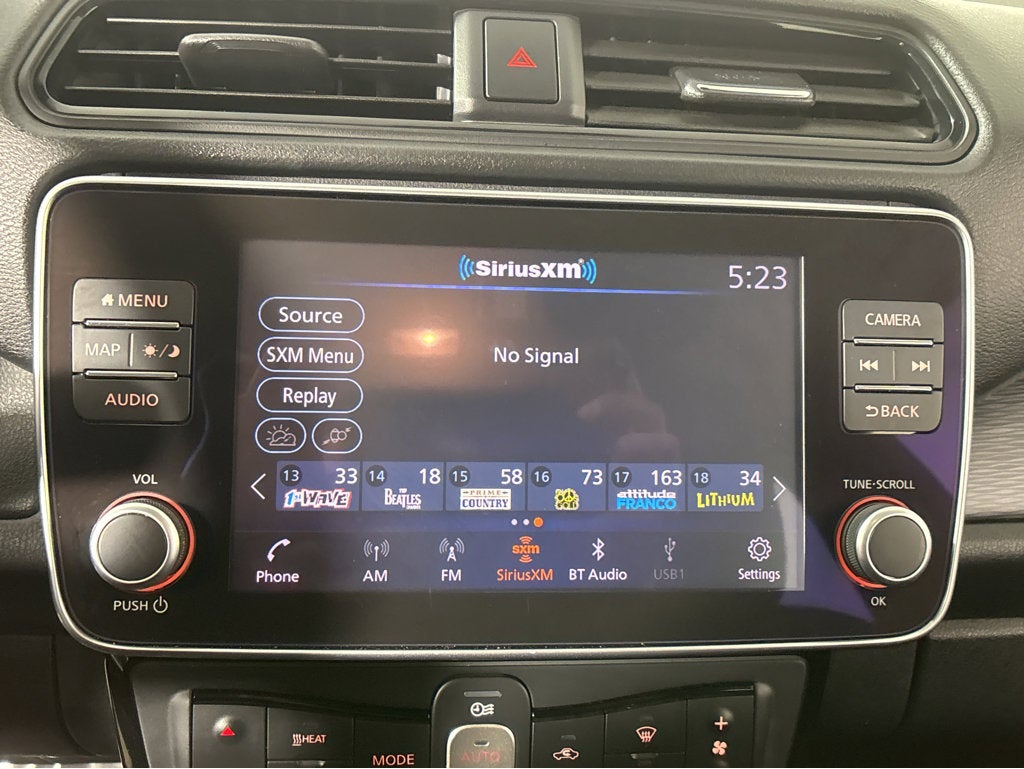 SiriusXM
5:23
MENU
MAP
AUDIO
VOL
PUSH
Source
SXM Menu
Replay
No Signal
13 33 14 18 15 58 16 73 17 163 18 34
1st WAVE
THE BEATLES
PRIME COUNTRY
attitude FRANCO
LITHIUM
Phone AM FM SiriusXM BT Audio USB1 Settings
sxm
CAMERA
BACK
TUNE·SCROLL
OK
HEAT
MODE
AUTO
+